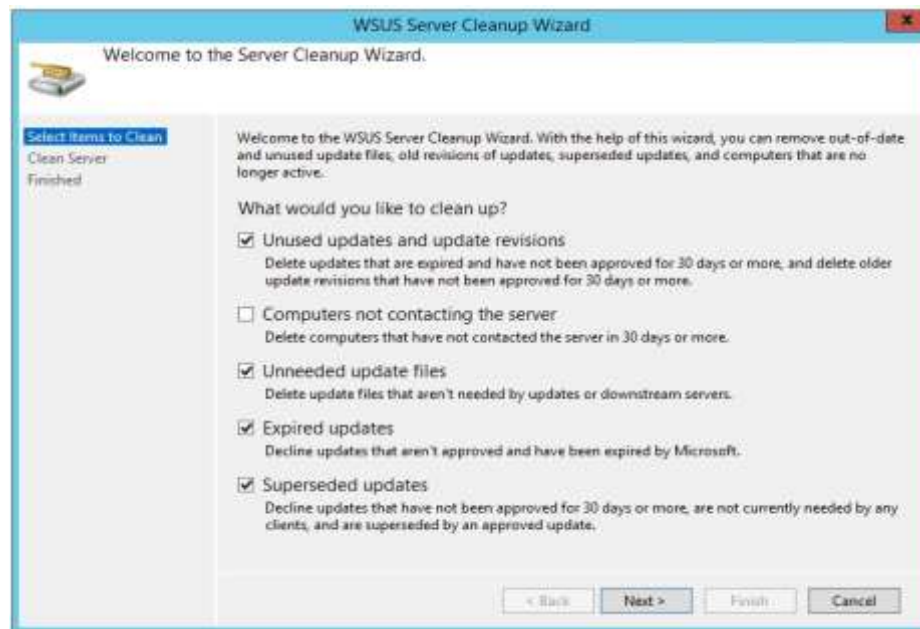 WSUS Server Cleanup Wizard
Welcome to the Server Cleanup Wizard.
Select Items to Clean
Clean Server
Finished
Welcome to the WSUS Server Cleanup Wizard. With the help of this wizard, you can remove out-of-date
and unused update files, old revisions of updates, superseded updates, and computers that are no
longer active.
What would you like to clean up?
Unused updates and update revisions
Delete updates that are expired and have not been approved for 30 days or more, and delete older
update revisions that have not been approved for 30 days or more.
Computers not contacting the server
Delete computers that have not contacted the server in 30 days or more.
Unneeded update files
Delete update files that aren't needed by updates or downstream servers.
Expired updates
Decline updates that aren't approved and have been expired by Microsoft.
Superseded updates
Decline updates that have not been approved for 30 days or more, are not currently needed by any
clients, and are superseded by an approved update.
< Back Next > Finish Cancel